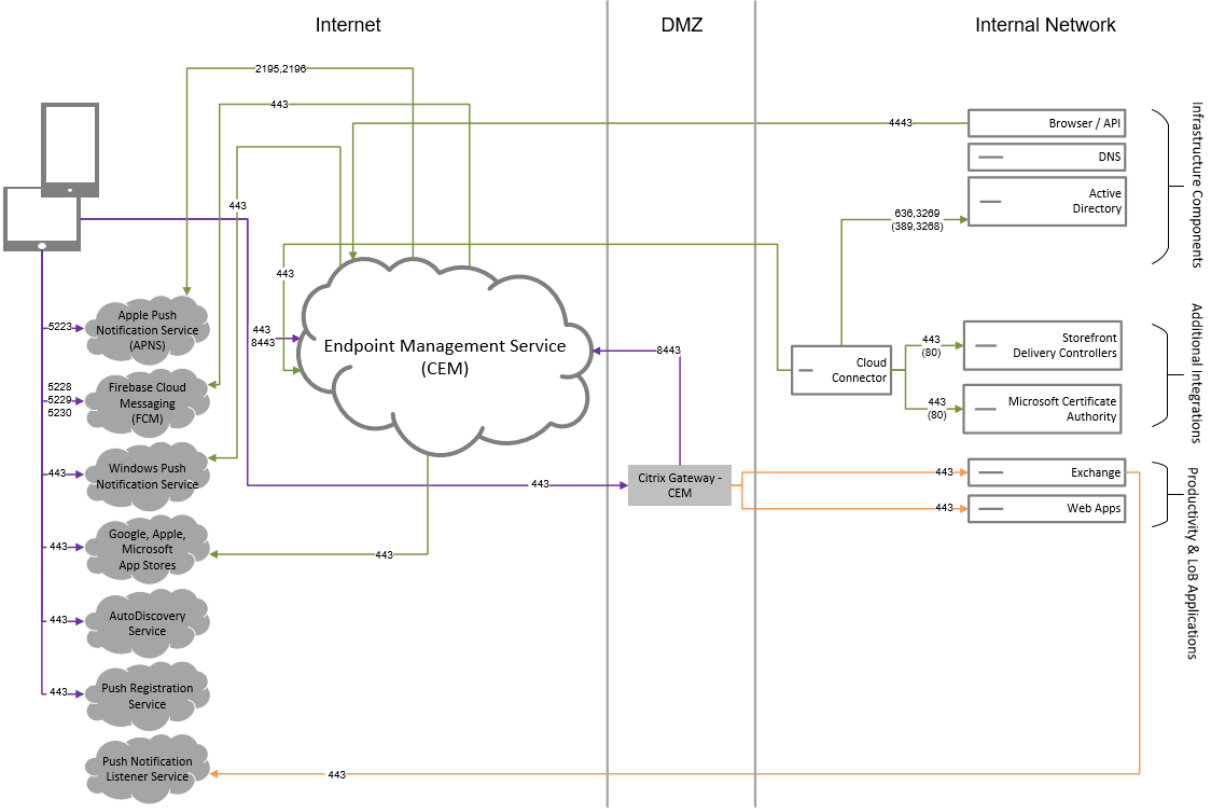 Internet
DMZ
Internal Network
2195,2196
443
4443
443
443
Browser / API
DNS
Active
Directory
636,3269
(389,3268)
Infrastructure Components
Apple Push
Notification Service
(APNS)
5223
443
8443
Endpoint Management Service
(CEM)
8443
Cloud
Connector
443
(80)
Storefront
Delivery Controllers
443
(80)
Microsoft Certificate
Authority
Additional Integrations
5228
5229
5230
Firebase Cloud
Messaging
(FCM)
443
Windows Push
Notification Service
443
Citrix Gateway -
CEM
443
Exchange
443
Web Apps
Productivity & LoB Applications
443
Google, Apple,
Microsoft
App Stores
443
443
AutoDiscovery
Service
443
Push Registration
Service
Push Notification
Listener Service
443